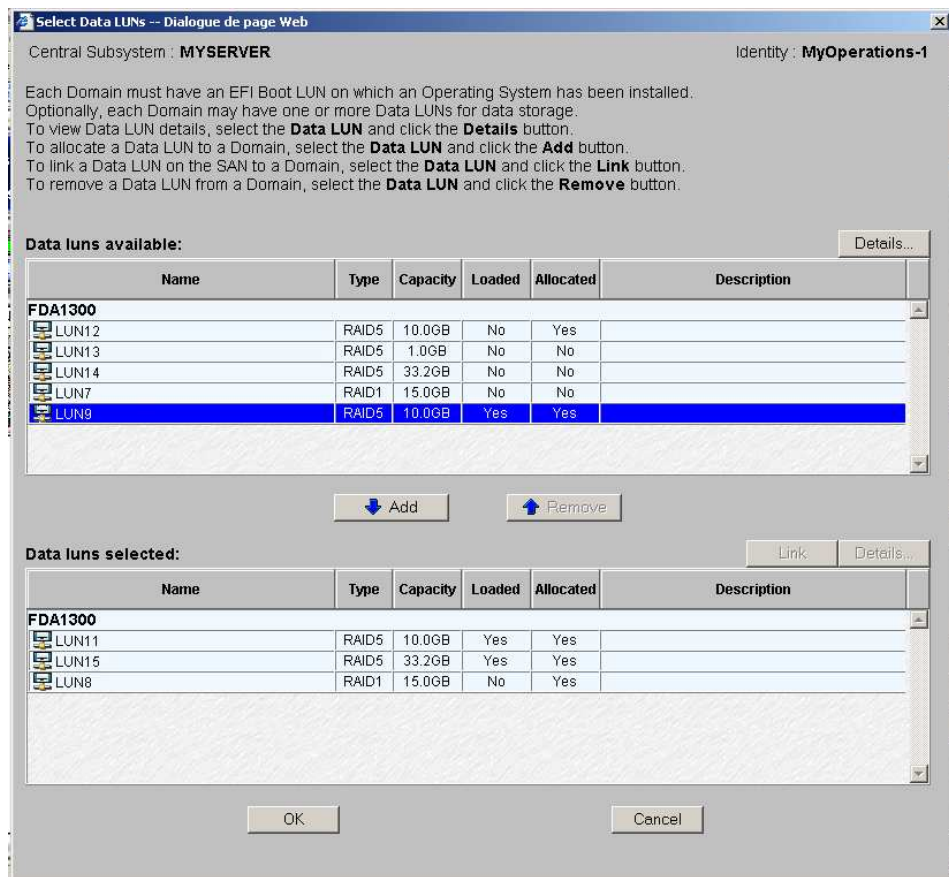 Select Data LUNs -- Dialogue de page Web
Central Subsystem : MYSERVER Identity : MyOperations-1
Each Domain must have an EFI Boot LUN on which an Operating System has been installed.
Optionally, each Domain may have one or more Data LUNs for data storage.
To view Data LUN details, select the Data LUN and click the Details button.
To allocate a Data LUN to a Domain, select the Data LUN and click the Add button.
To link a Data LUN on the SAN to a Domain, select the Data LUN and click the Link button.
To remove a Data LUN from a Domain, select the Data LUN and click the Remove button.
Data luns available: Details...
Name Type Capacity Loaded Allocated Description
FDA1300
LUN12 RAID5 10.0GB No Yes
LUN13 RAID5 1.0GB No No
LUN14 RAID5 33.2GB No No
LUN7 RAID1 15.0GB No No
LUN9 RAID5 10.0GB Yes Yes
Add Remove
Data luns selected: Link Details...
Name Type Capacity Loaded Allocated Description
FDA1300
LUN11 RAID5 10.0GB Yes Yes
LUN15 RAID5 33.2GB Yes Yes
LUN8 RAID1 15.0GB No Yes
OK Cancel